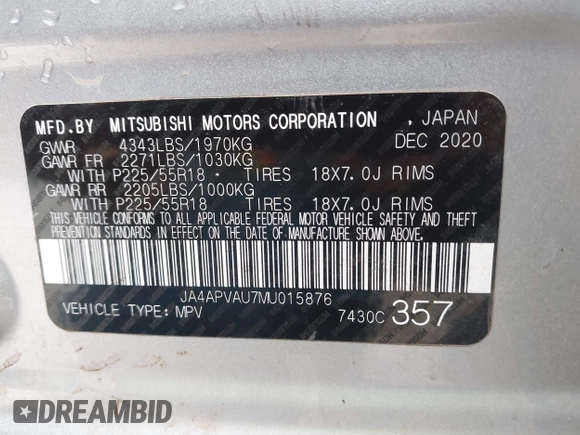 MFD.BY MITSUBISHI MOTORS CORPORATION , JAPAN
GVWR 4343LBS/1970KG DEC 2020
GAWR FR 2271LBS/1030KG
WITH P225/55R18 TIRES 18X7.0J RIMS
GAWR RR 2205LBS/1000KG
WITH P225/55R18 TIRES 18X7.0J RIMS
THIS VEHICLE CONFORMS TO ALL APPLICABLE FEDERAL MOTOR VEHICLE SAFETY AND THEFT
PREVENTION STANDARDS IN EFFECT ON THE DATE OF MANUFACTURE SHOWN ABOVE.
JA4APVAU7MU015876
VEHICLE TYPE: MPV 7430C 357
DREAMBID